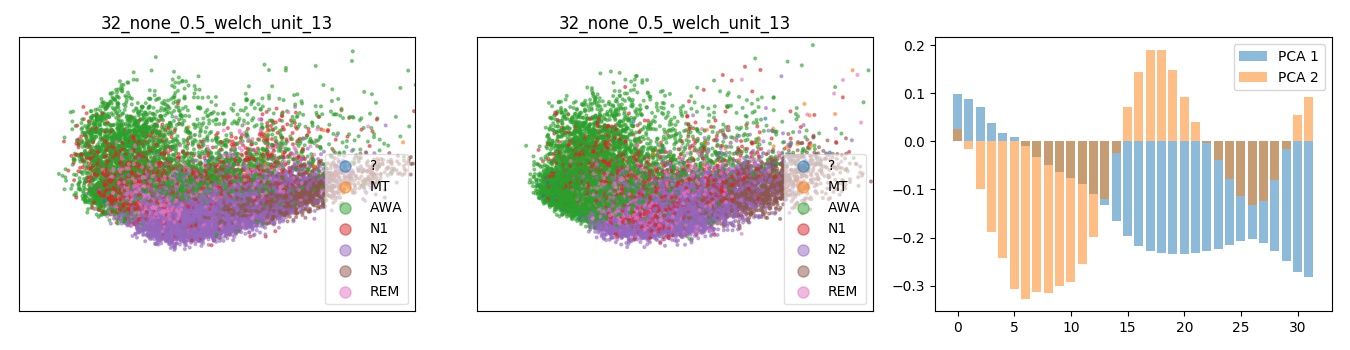 32_none_0.5_welch_unit_13
?
MT
AWA
N1
N2
N3
REM
32_none_0.5_welch_unit_13
?
MT
AWA
N1
N2
N3
REM
PCA 1
PCA 2
0.2
0.1
0.0
−0.1
−0.2
−0.3
0 5 10 15 20 25 30